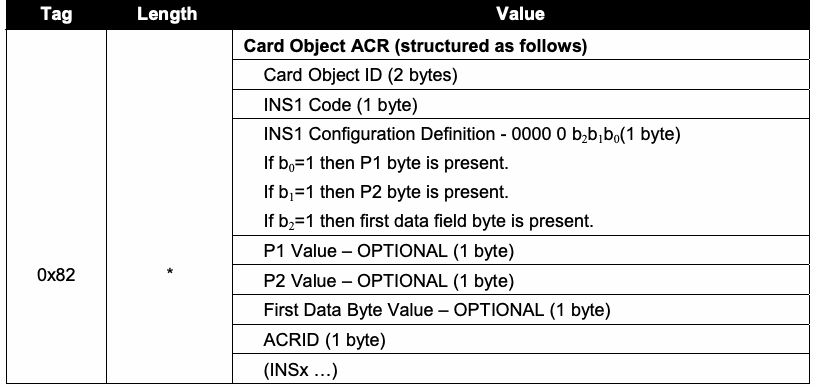 Tag Length Value
Card Object ACR (structured as follows)
Card Object ID (2 bytes)
INS1 Code (1 byte)
INS1 Configuration Definition - 0000 0 b₂b₁b₀(1 byte)
If b₀=1 then P1 byte is present.
If b₁=1 then P2 byte is present.
If b₂=1 then first data field byte is present.
P1 Value – OPTIONAL (1 byte)
0x82 * P2 Value – OPTIONAL (1 byte)
First Data Byte Value – OPTIONAL (1 byte)
ACRID (1 byte)
(INSx …)